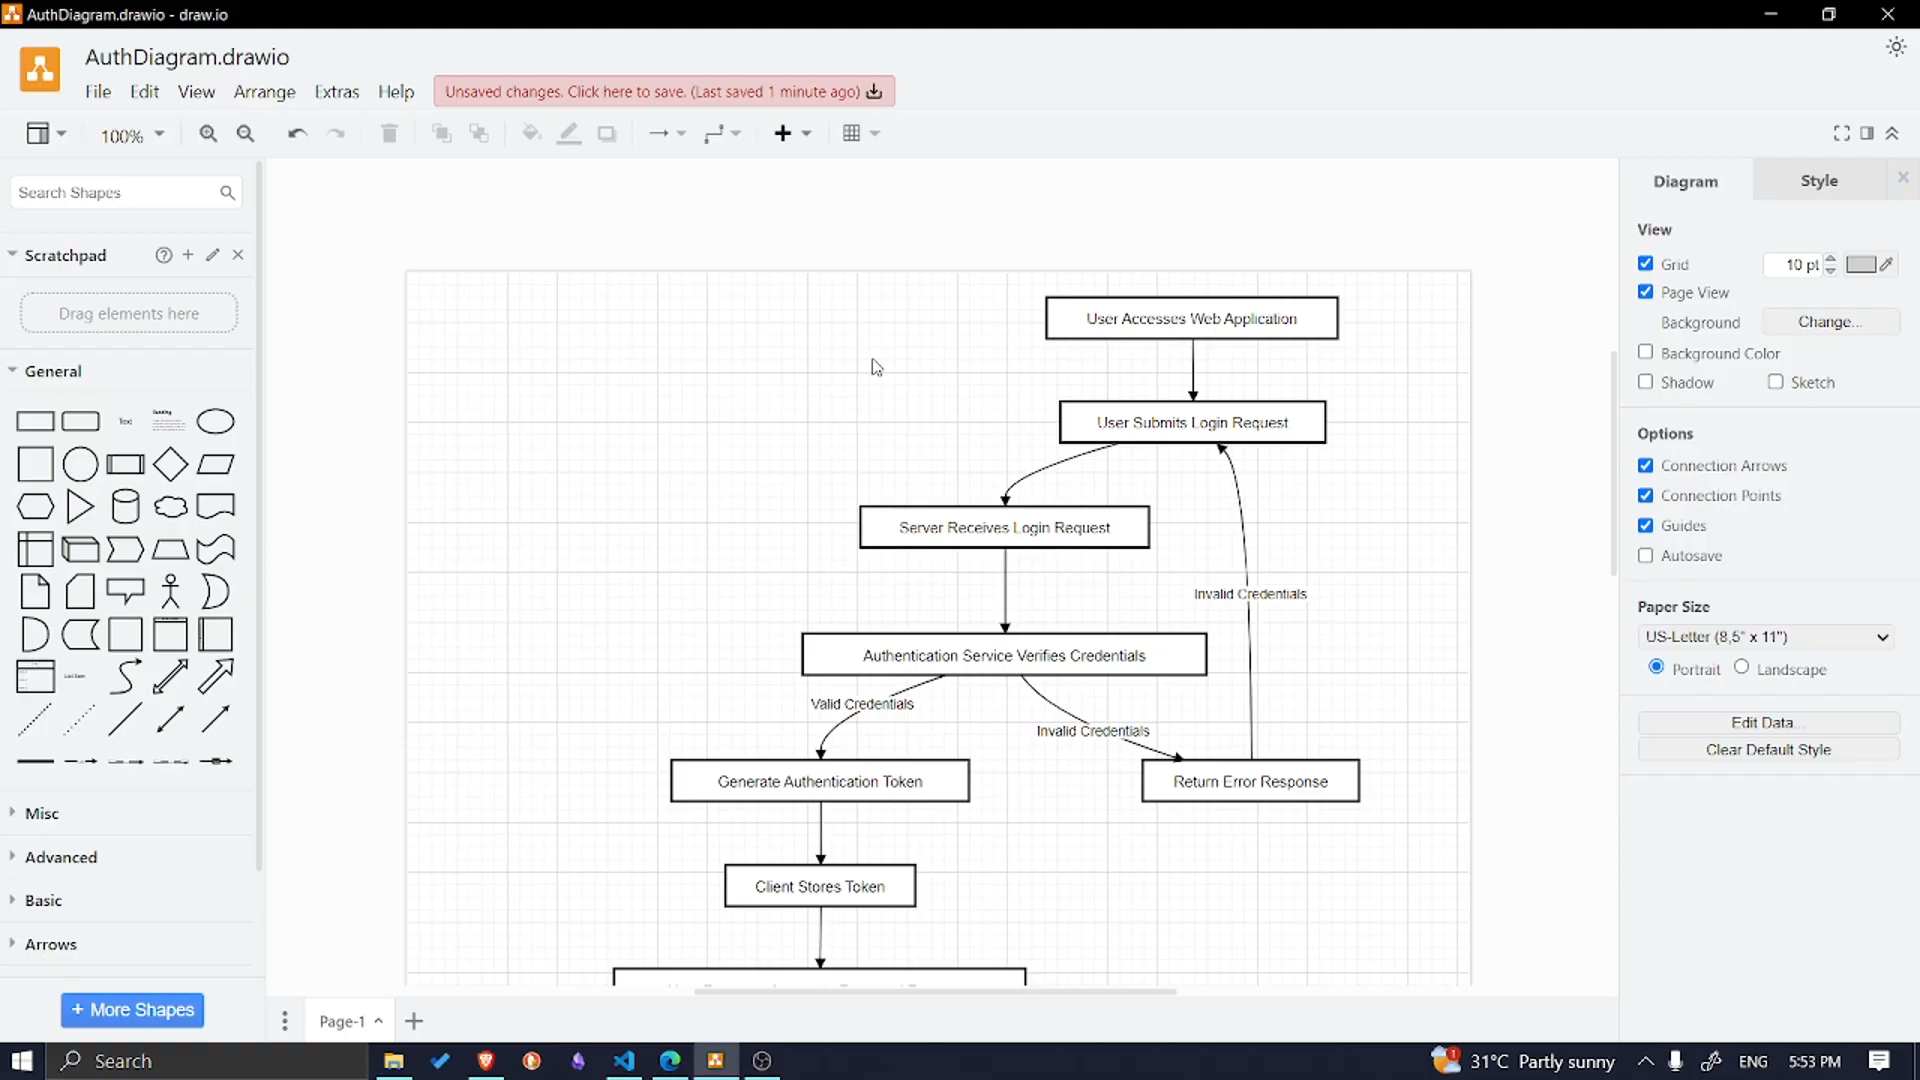 AuthDiagram.drawio - draw.io
AuthDiagram.drawio
File Edit View Arrange Extras Help
Unsaved changes. Click here to save. (Last saved 1 minute ago)
100%
Search Shapes
Scratchpad
Drag elements here
General
Text
Heading
List Item
Misc
Advanced
Basic
Arrows
+ More Shapes
User Accesses Web Application
User Submits Login Request
Server Receives Login Request
Invalid Credentials
Authentication Service Verifies Credentials
Valid Credentials
Invalid Credentials
Generate Authentication Token
Return Error Response
Client Stores Token
Page-1
Diagram
Style
View
Grid
10 pt
Page View
Background
Change...
Background Color
Shadow
Sketch
Options
Connection Arrows
Connection Points
Guides
Autosave
Paper Size
US-Letter (8,5" x 11")
Portrait
Landscape
Edit Data...
Clear Default Style
Search
1
31°C Partly sunny
ENG
5:53 PM